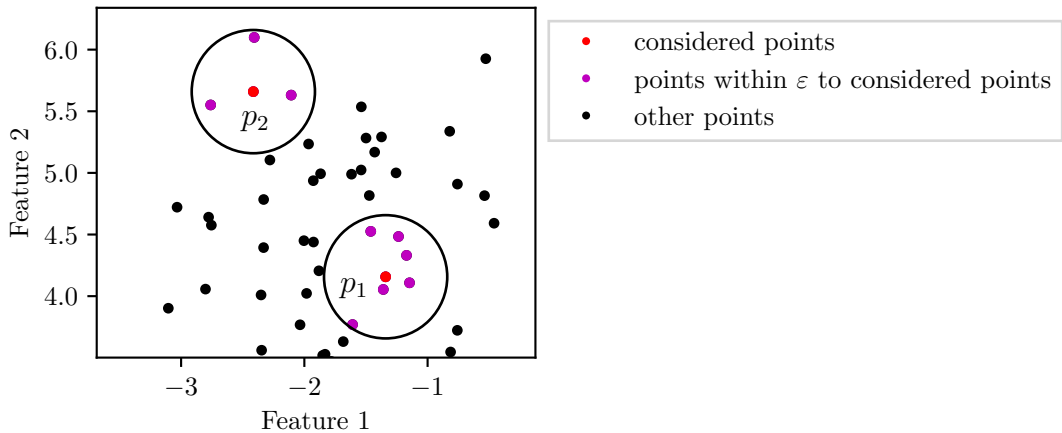 6.0
5.5
5.0
4.5
4.0
Feature 2
p2
p1
−3
−2
−1
Feature 1
considered points
points within ε to considered points
other points